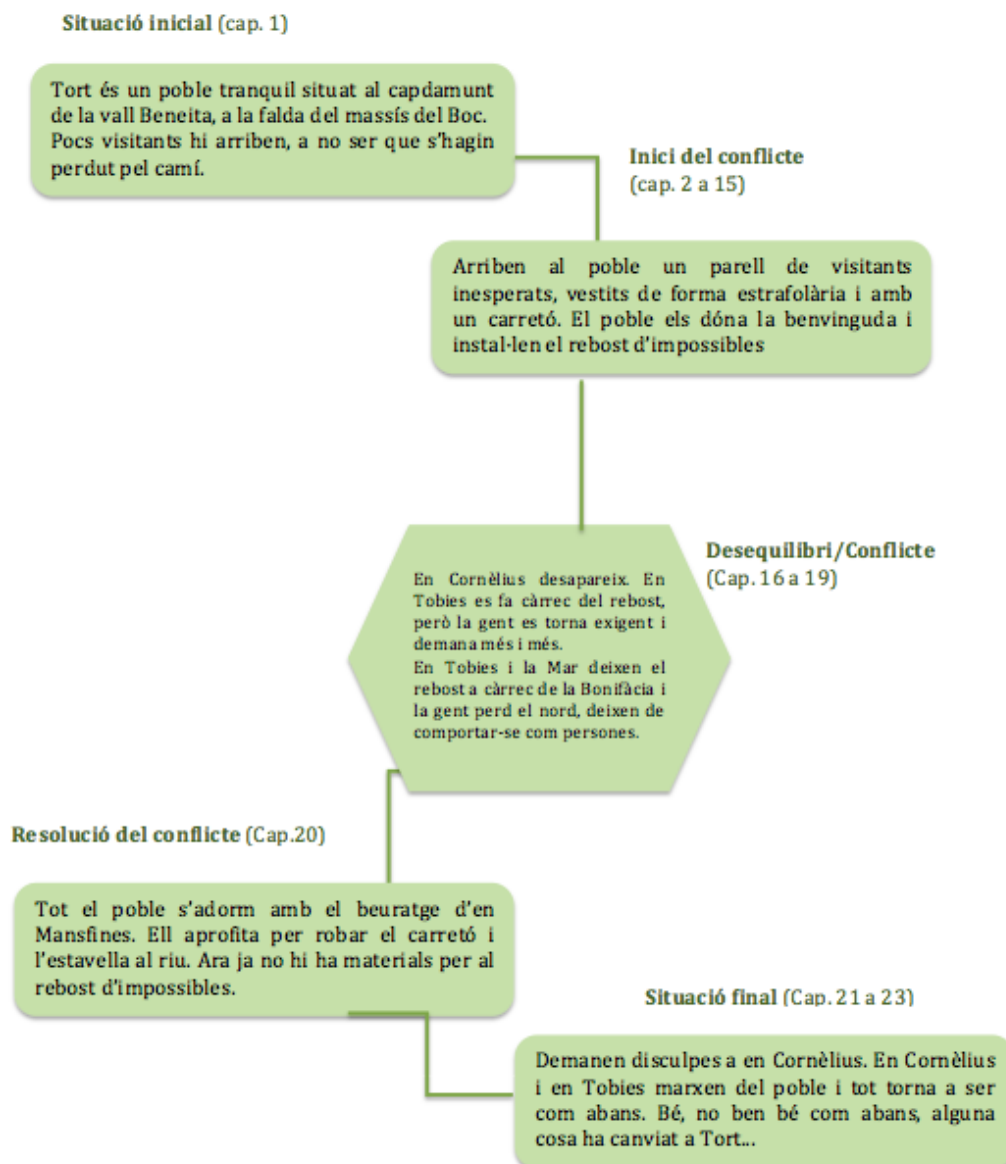 Situació inicial (cap. 1)
Tort és un poble tranquil situat al capdamunt
de la vall Beneita, a la falda del massís del Boc.
Pocs visitants hi arriben, a no ser que s'hagin
perdut pel camí.
Inici del conflicte
(cap. 2 a 15)
Arriben al poble un parell de visitants
inesperats, vestits de forma estrafolària i amb
un carretó. El poble els dóna la benvinguda i
instal·len el rebost d'impossibles
Desequilibri/Conflicte
(Cap. 16 a 19)
En Cornèlius desapareix. En
Tobies es fa càrrec del rebost,
però la gent es torna exigent i
demana més i més.
En Tobies i la Mar deixen el
rebost a càrrec de la Bonifàcia i
la gent perd el nord, deixen de
comportar-se com persones.
Resolució del conflicte (Cap.20)
Tot el poble s'adorm amb el beuratge d'en
Mansfines. Ell aprofita per robar el carretó i
l'estavella al riu. Ara ja no hi ha materials per al
rebost d'impossibles.
Situació final (Cap. 21 a 23)
Demanen disculpes a en Cornèlius. En Cornèlius
i en Tobies marxen del poble i tot torna a ser
com abans. Bé, no ben bé com abans, alguna
cosa ha canviat a Tort...